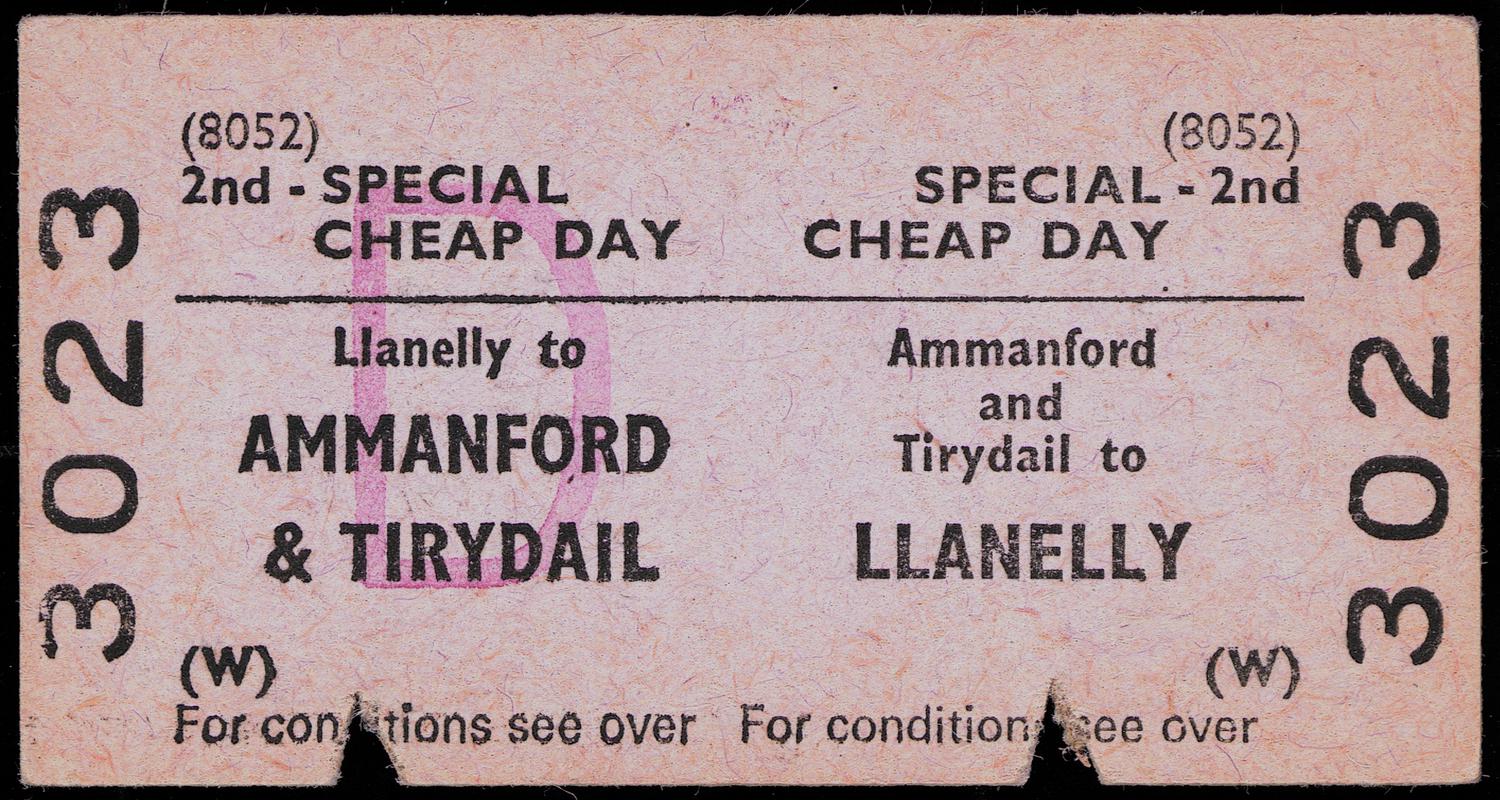 (8052)
2nd - SPECIAL
CHEAP DAY
Llanelly to
AMMANFORD
& TIRYDAIL
(W)
For con tions see over
(8052)
SPECIAL - 2nd
CHEAP DAY
Ammanford
and
Tirydail to
LLANELLY
(W)
For condition see over
3023
3023
D